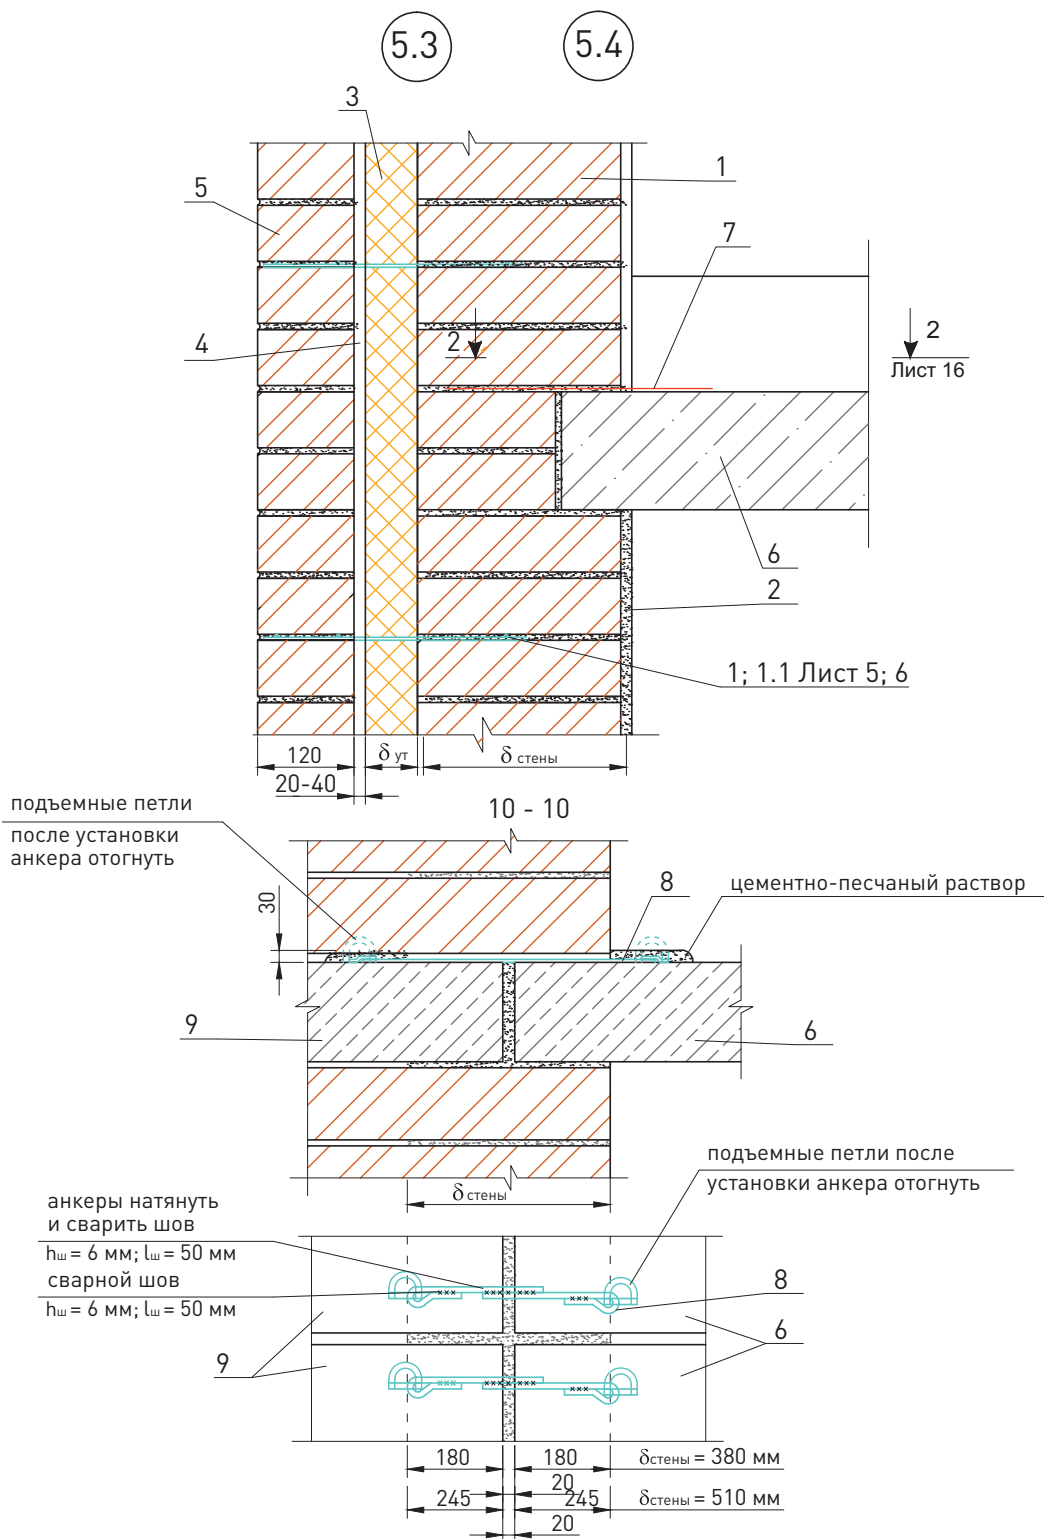 5.3
5.4
3
1
5
7
4
2
2
Лист 16
6
2
1; 1.1 Лист 5; 6
120
δ ут
δ стены
20-40
10 - 10
подъемные петли
после установки
анкера отогнуть
30
8
цементно-песчаный раствор
9
6
δ стены
подъемные петли после
установки анкера отогнуть
анкеры натянуть
и сварить шов
hш = 6 мм; lш = 50 мм
сварной шов
hш = 6 мм; lш = 50 мм
8
6
9
180
180
δстены = 380 мм
20
245
245
δстены = 510 мм
20